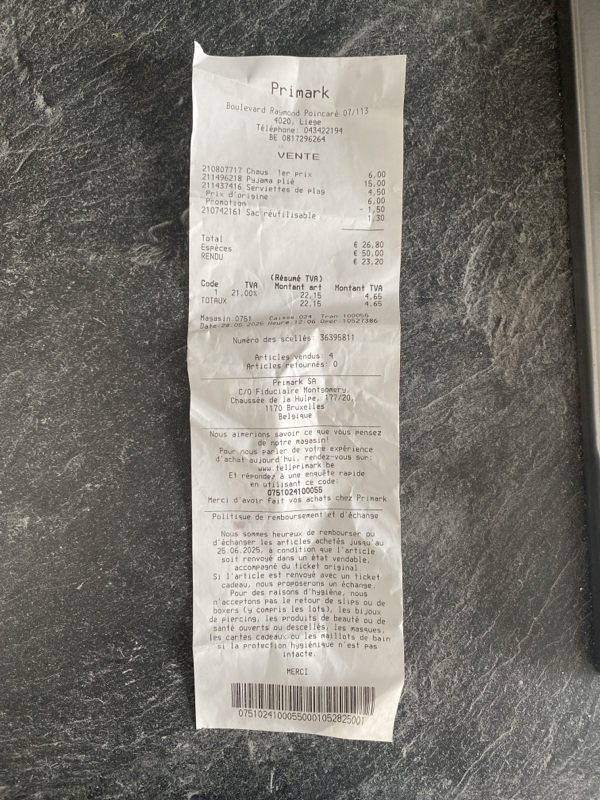 Primark
Boulevard Raymond Poincaré 07/113
4020, Liege
Téléphone: 043422194
BE 0817296264
VENTE
210807717 Chaus. 1er prix 6,00
211496218 Pyjama plié 15,00
211437416 Serviettes de plag 4,50
Prix d'origine 6,00
Promotion - 1,50
210742161 Sac réutilisable 1,30
Total € 26,80
Espèces € 50,00
RENDU € 23,20
(Résumé TVA)
Code TVA Montant art Montant TVA
1 21.00% 22,15 4,65
TOTAUX 22,15 4,65
Magasin:0751 Caisse:024 Tran:100055
Date:28.05.2025 Heure:12:06 Oper:10527386
Numéro des scellés: 36395811
Articles vendus 4
Articles retournés: 0
Primark SA
C/O Fiduciaire Montgomery,
Chaussée de la Hulpe, 177/20,
1170 Bruxelles
Belgique
Nous aimerions savoir ce que vous pensez
de notre magasin!
Pour nous parler de votre expérience
d'achat aujourd'hui, rendez-vous sur:
www.tellprimark.be
Et répondez à une enquête rapide
en utilisant ce code:
0751024100055
Merci d'avoir Fait vos achats chez Primark
Politique de remboursement et d'échange
Nous sommes heureux de rembourser ou
d'échanger les articles achetés jusqu'au
25.06.2025, à condition que l'article
soit renvoyé dans un état vendable,
accompagné du ticket original.
Si l'article est renvoyé avec un ticket
cadeau, nous proposerons un échange.
Pour des raisons d'hygiène, nous
n'acceptons pas le retour de slips ou de
boxers (y compris les lots), les bijoux
de piercing, les produits de beauté ou de
santé ouverts ou descellés, les masques,
les cartes cadeaux ou les maillots de bain
si la protection hygiénique n'est pas
intacte.
MERCI
0751024100055000105282500!